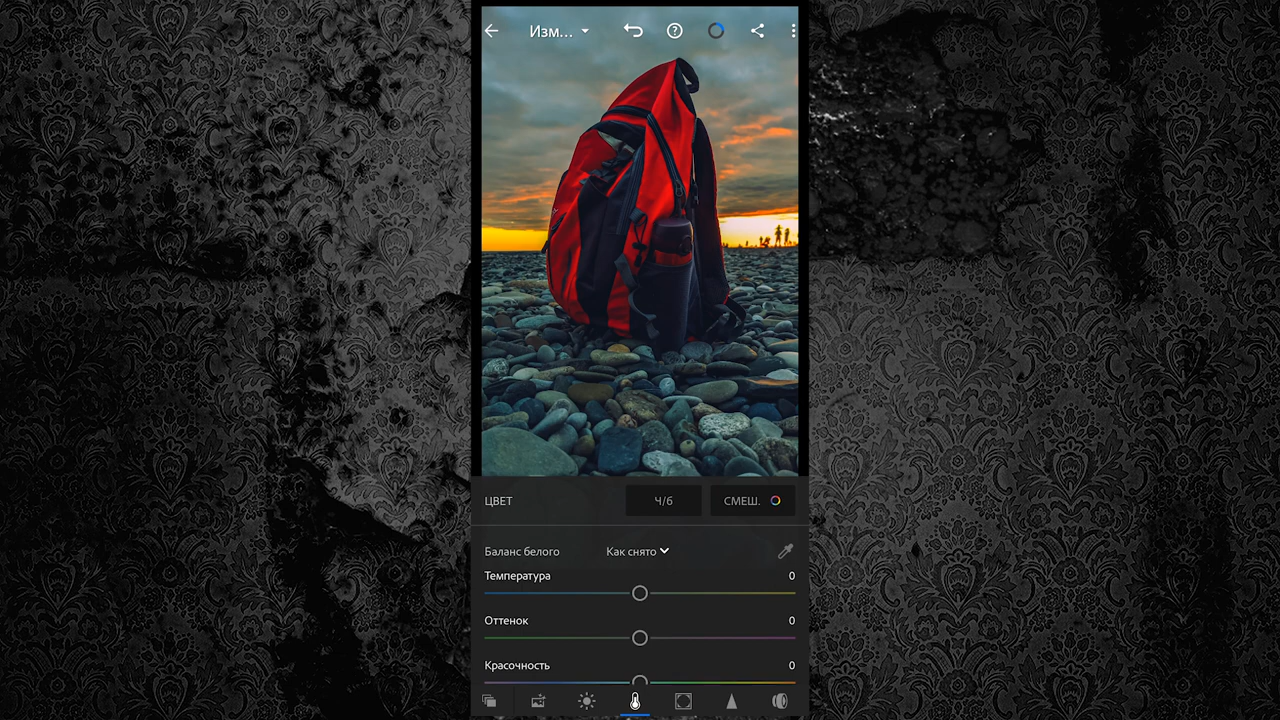 Изм...
ЦВЕТ
Ч/б
СМЕШ.
Баланс белого
Как снято
Температура
0
Оттенок
0
Красочность
0